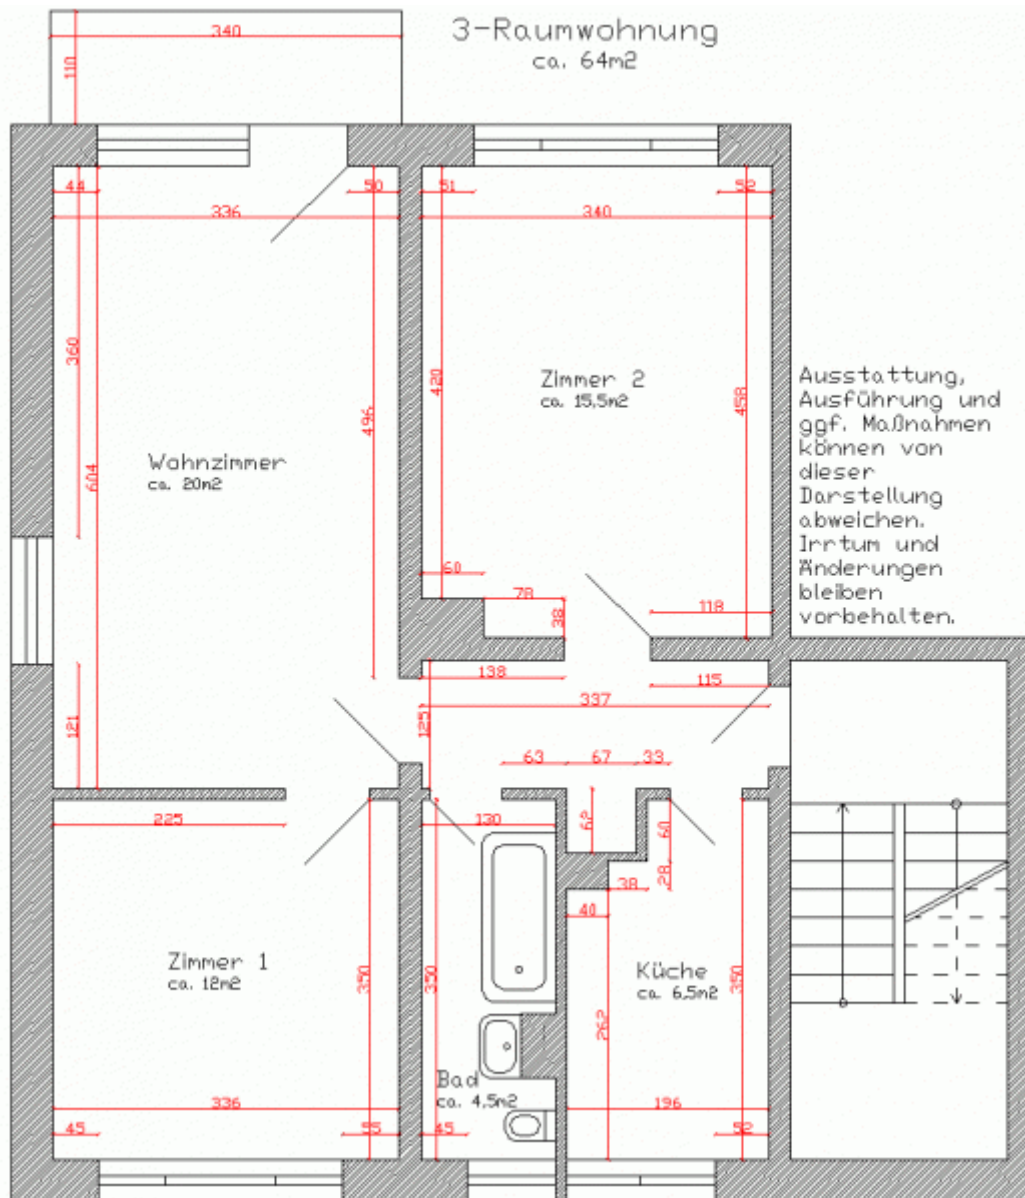 3-Raumwohnung
ca. 64m2
340
110
44
50
51
50
336
340
360
604
496
420
458
Zimmer 2
ca. 15,5m2
Wohnzimmer
ca. 20m2
Ausstattung,
Ausführung und
ggf. Maßnahmen
können von
dieser
Darstellung
abweichen.
Irrtum und
Änderungen
bleiben
vorbehalten.
60
78
38
118
138
115
337
125
121
63
67
33
225
130
62
60
28
38
40
Zimmer 1
ca. 12m2
350
350
Küche
ca. 6,5m2
350
262
Bad
ca. 4,5m2
336
196
45
55
45
50